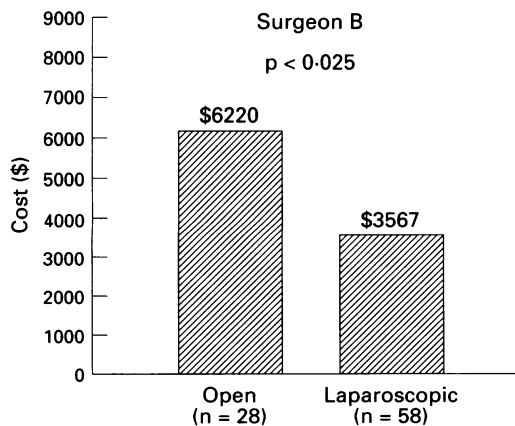 Surgeon B
p < 0·025
Cost ($)
9000
8000
7000
6000
5000
4000
3000
2000
1000
0
$6220
$3567
Open
(n = 28)
Laparoscopic
(n = 58)